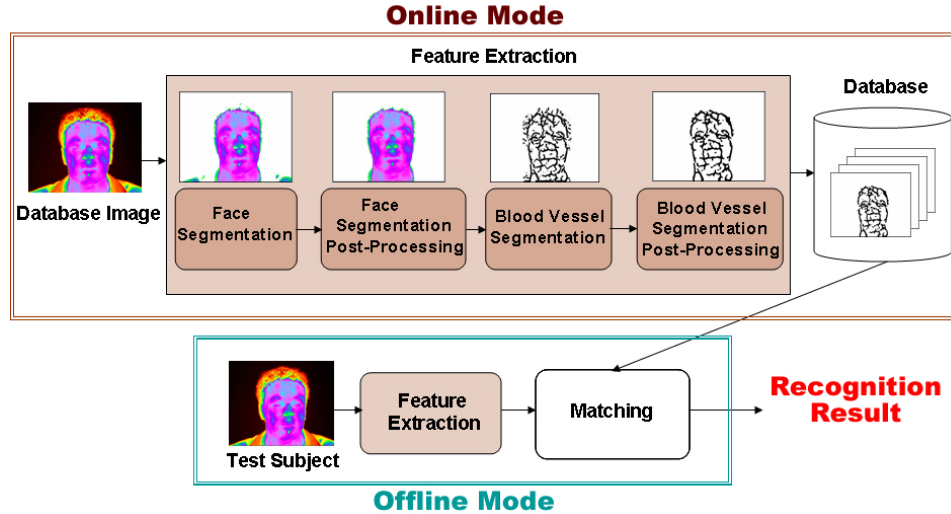 Online Mode
Feature Extraction
Database
Database Image
Face
Segmentation
Face
Segmentation
Post-Processing
Blood Vessel
Segmentation
Blood Vessel
Segmentation
Post-Processing
Test Subject
Feature
Extraction
Matching
Recognition
Result
Offline Mode